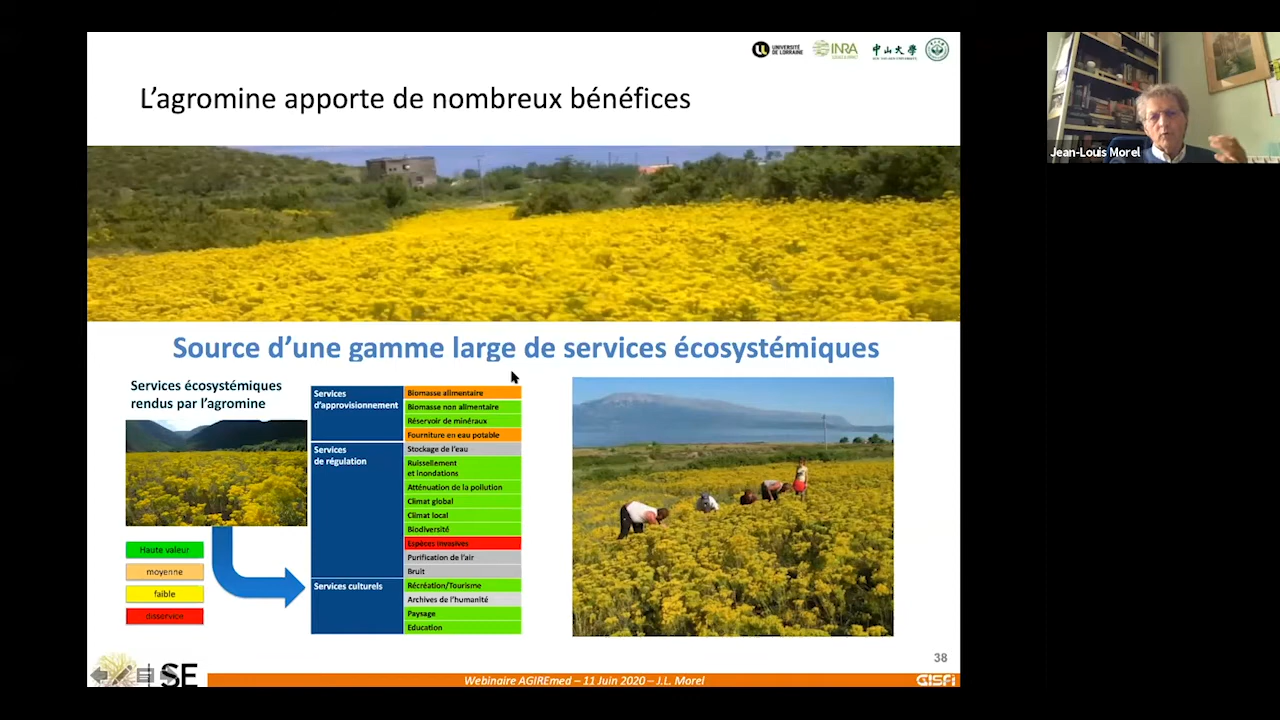 UNIVERSITÉ
DE LORRAINE
INRA
中山大学
L'agromine apporte de nombreux bénéfices
Jean-Louis Morel
Source d'une gamme large de services écosystémiques
Services écosystémiques
rendus par l'agromine
Haute valeur
moyenne
faible
disservice
Services
d'approvisionnement
Biomasse alimentaire
Biomasse non alimentaire
Réservoir de minéraux
Fourniture en eau potable
Services
de régulation
Stockage de l'eau
Ruissellement
et inondations
Atténuation de la pollution
Climat global
Climat local
Biodiversité
Espèces invasives
Purification de l'air
Bruit
Services culturels
Récréation/Tourisme
Archives de l'humanité
Paysage
Education
38
SE
Webinaire AGIREmed – 11 Juin 2020 – J.L. Morel
GISFI